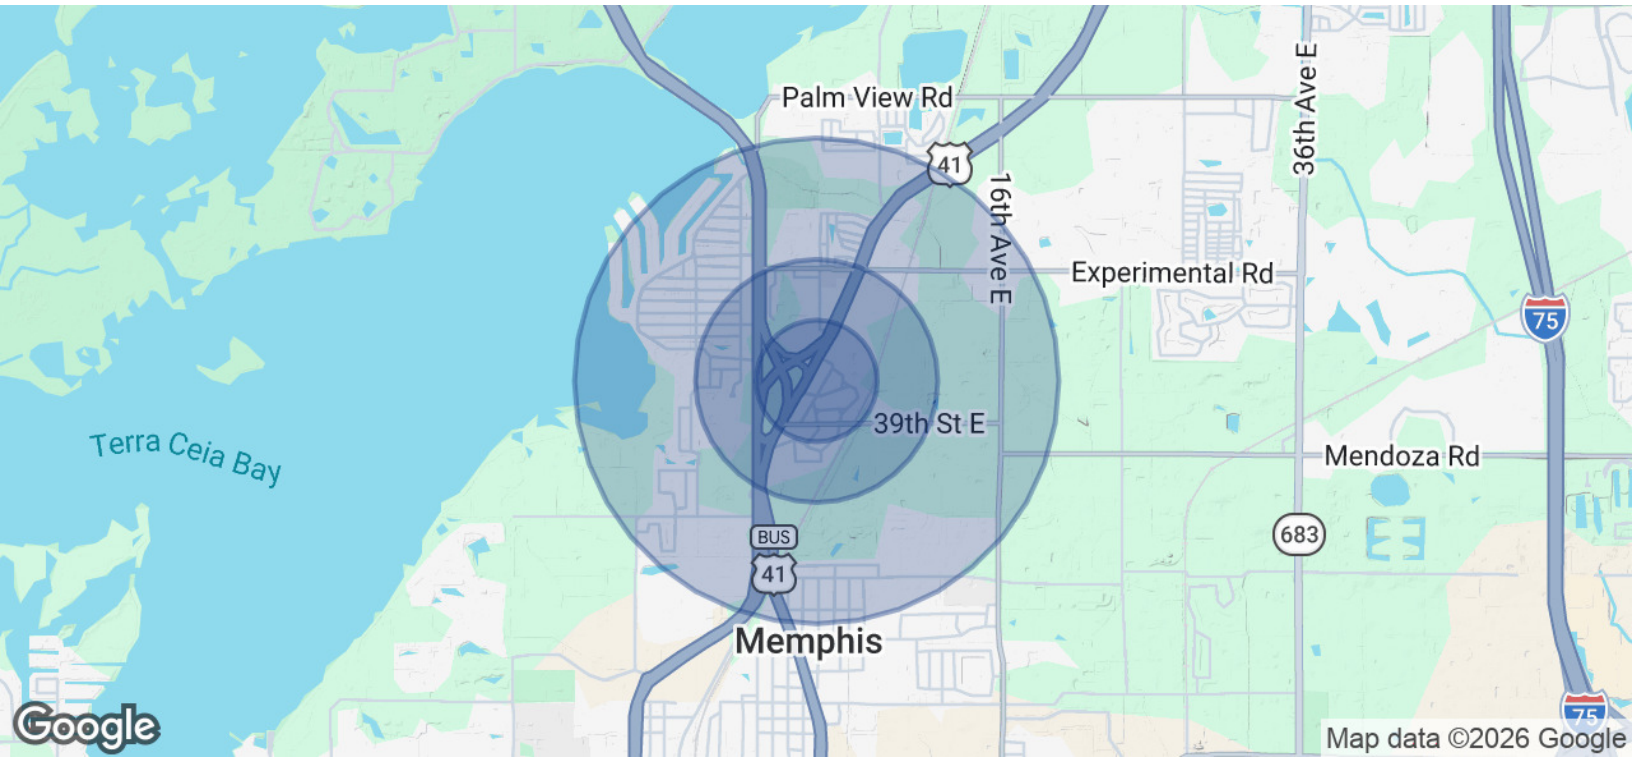 Palm View Rd
36th Ave E
41
16th Ave E
Experimental Rd
75
39th St E
Terra Ceia Bay
Mendoza Rd
BUS
41
683
Memphis
75
Google
Map data ©2026 Google